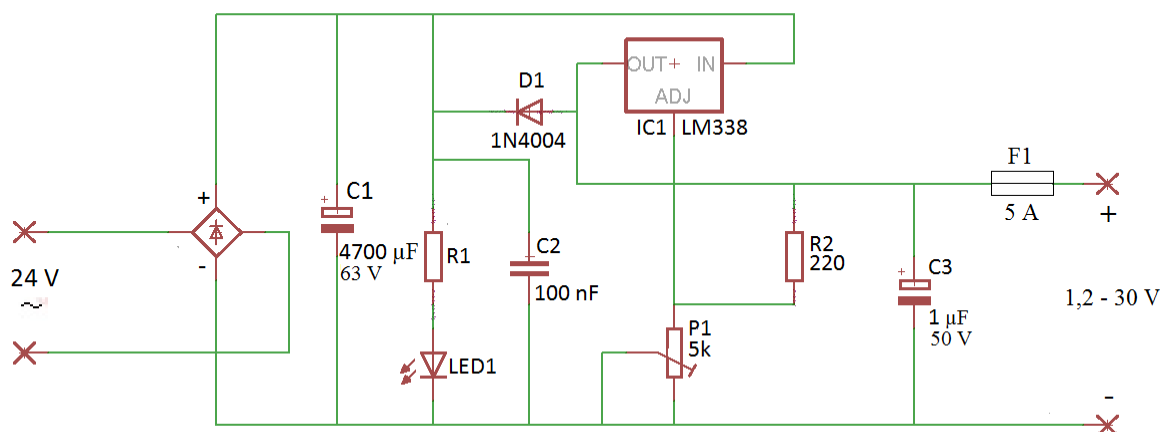 OUT+ IN
ADJ
IC1 LM338
D1
1N4004
F1
5 A
+
-
C1
4700 µF
63 V
R1
C2
100 nF
R2
220
C3
1 µF
50 V
+
1,2 - 30 V
-
24 V
~
P1
5k
LED1